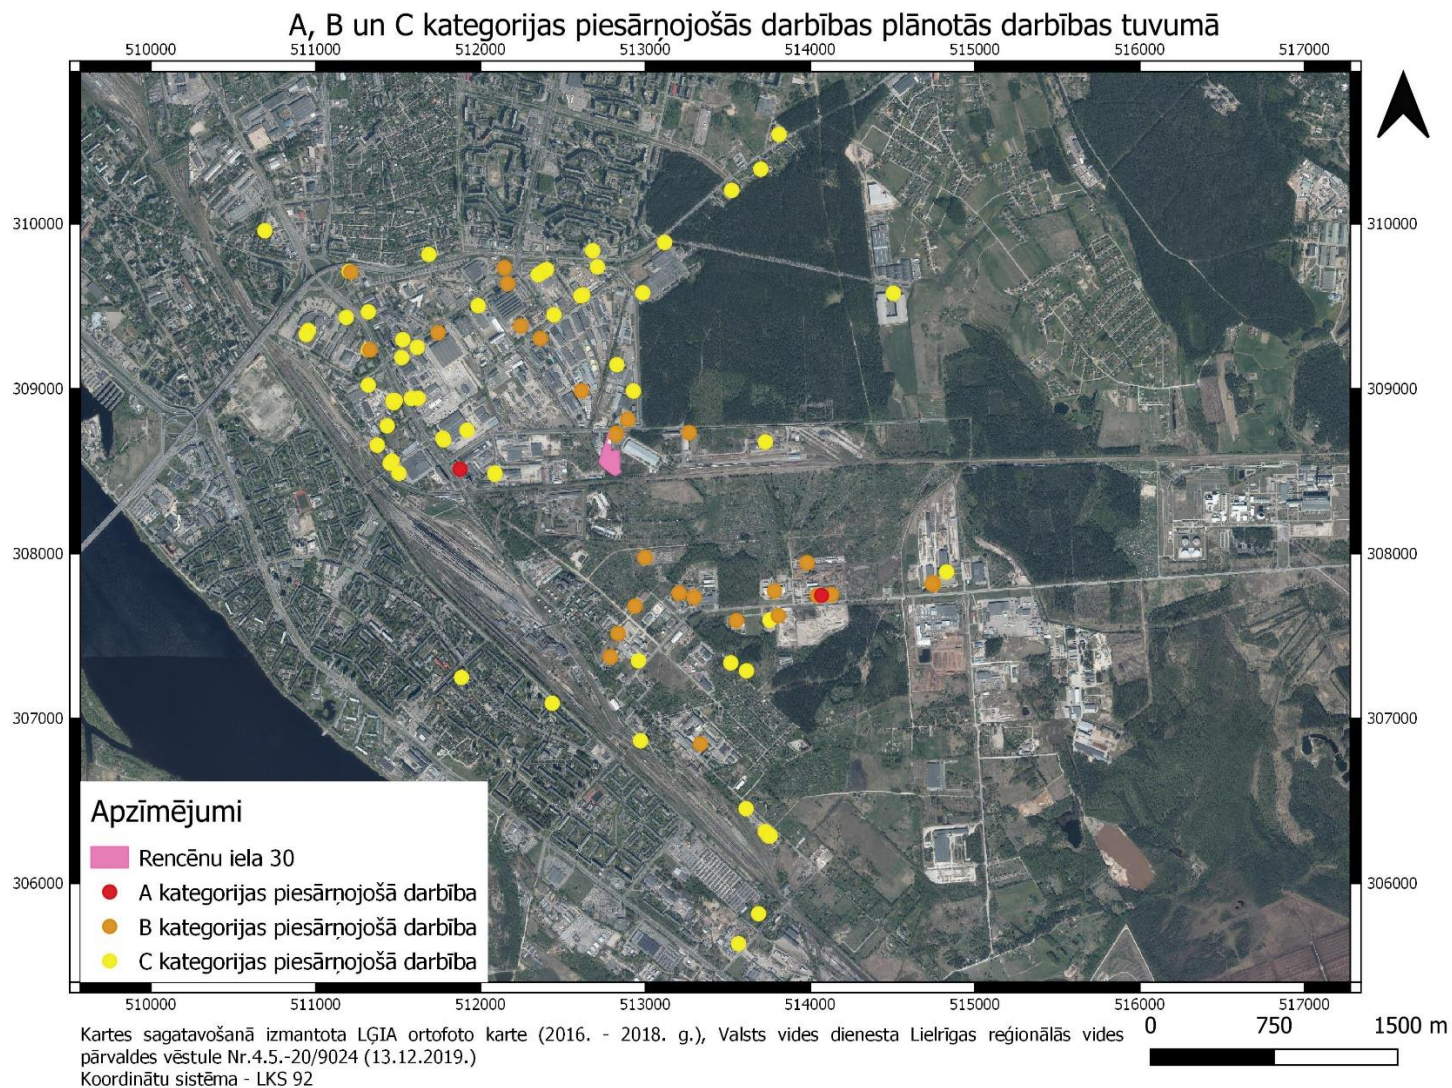 A, B un C kategorijas piesārņojošās darbības plānotās darbības tuvumā
510000 511000 512000 513000 514000 515000 516000 517000
310000 310000
309000 309000
308000 308000
307000 307000
306000 306000
Apzīmējumi
Rencēnu iela 30
A kategorijas piesārņojošā darbība
B kategorijas piesārņojošā darbība
C kategorijas piesārņojošā darbība
510000 511000 512000 513000 514000 515000 516000 517000
Kartes sagatavošanā izmantota LĢIA ortofoto karte (2016. - 2018. g.), Valsts vides dienesta Lielrīgas reģionālās vides
pārvaldes vēstule Nr.4.5.-20/9024 (13.12.2019.)
Koordinātu sistēma - LKS 92
0 750 1500 m